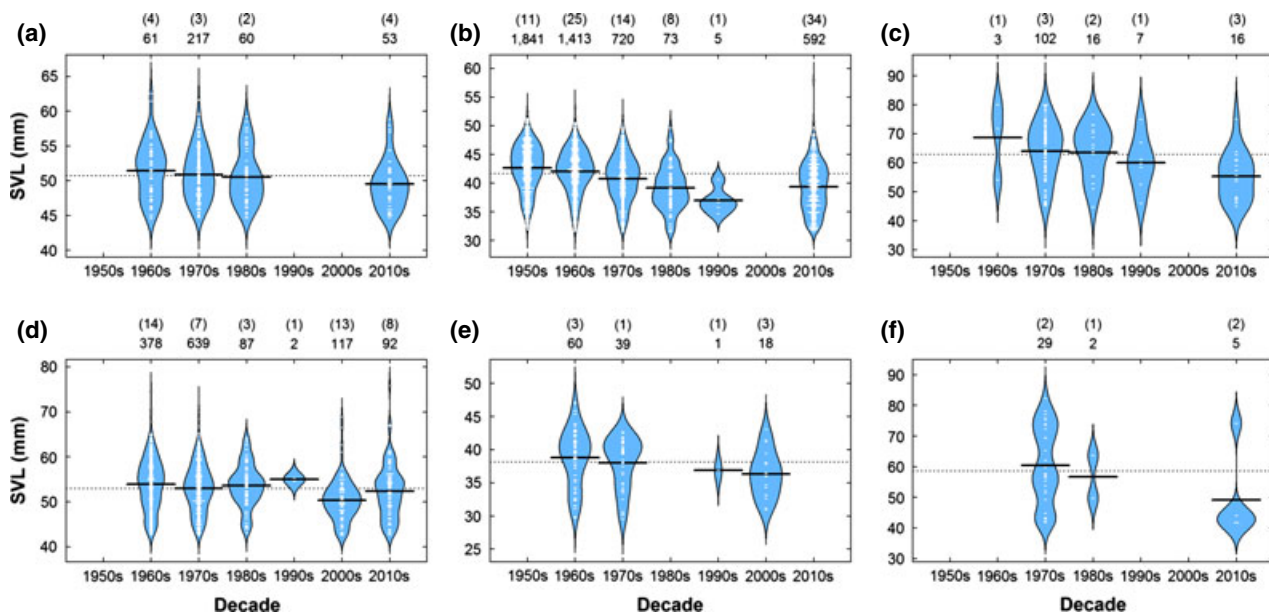 (a)
(4) (3) (2) (4)
61 217 60 53
SVL (mm)
65
60
55
50
45
40
1950s 1960s 1970s 1980s 1990s 2000s 2010s
(b)
(11) (25) (14) (8) (1) (34)
1,841 1,413 720 73 5 592
60
55
50
45
40
35
30
1950s 1960s 1970s 1980s 1990s 2000s 2010s
(c)
(1) (3) (2) (1) (3)
3 102 16 7 16
90
80
70
60
50
40
30
1950s 1960s 1970s 1980s 1990s 2000s 2010s
(d)
(14) (7) (3) (1) (13) (8)
378 639 87 2 117 92
SVL (mm)
80
70
60
50
40
1950s 1960s 1970s 1980s 1990s 2000s 2010s
Decade
(e)
(3) (1) (1) (3)
60 39 1 18
50
45
40
35
30
25
1950s 1960s 1970s 1980s 1990s 2000s 2010s
Decade
(f)
(2) (1) (2)
29 2 5
90
80
70
60
50
40
30
1950s 1960s 1970s 1980s 1990s 2000s 2010s
Decade